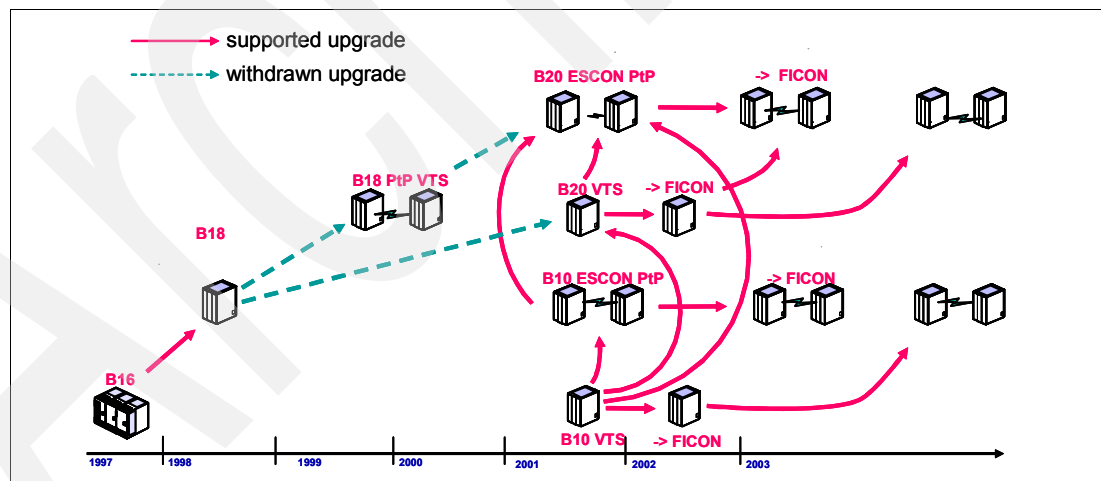 supported upgrade
withdrawn upgrade
B20 ESCON PtP
-> FICON
B18 PtP VTS
B20 VTS
-> FICON
B18
B10 ESCON PtP
-> FICON
B16
B10 VTS
-> FICON
1997
1998
1999
2000
2001
2002
2003